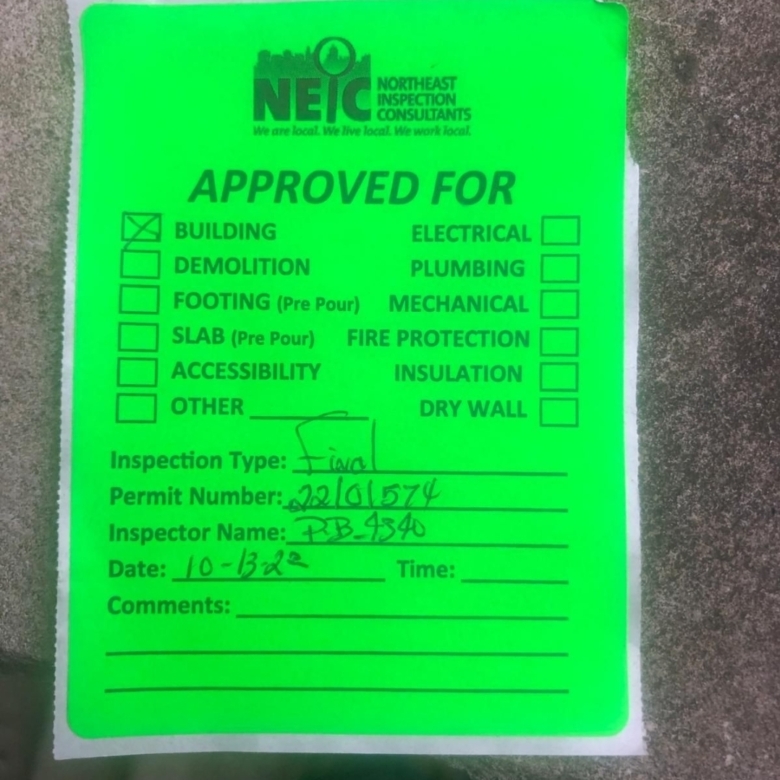 NEIC NORTHEAST INSPECTION CONSULTANTS
We are local. We live local. We work local.
APPROVED FOR
BUILDING ELECTRICAL
DEMOLITION PLUMBING
FOOTING (Pre Pour) MECHANICAL
SLAB (Pre Pour) FIRE PROTECTION
ACCESSIBILITY INSULATION
OTHER DRY WALL
Inspection Type: Final
Permit Number: 22101574
Inspector Name: PB-4340
Date: 10-13-22 Time:
Comments: